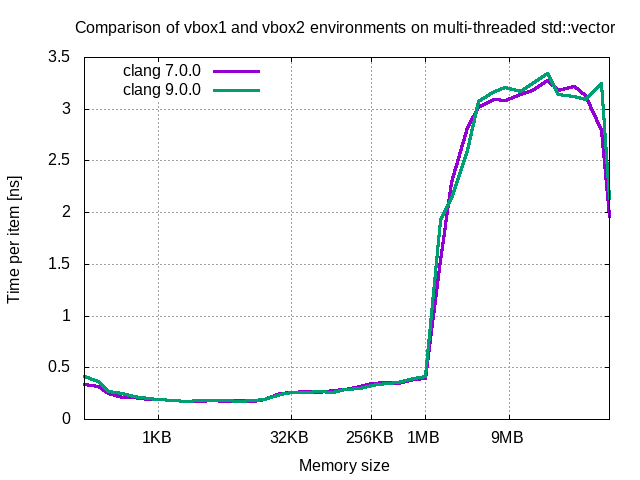 Comparison of vbox1 and vbox2 environments on multi-threaded std::vector
3.5
clang 7.0.0
clang 9.0.0
3
2.5
2
1.5
1
0.5
0
Time per item [ns]
1KB 32KB 256KB 1MB 9MB
Memory size